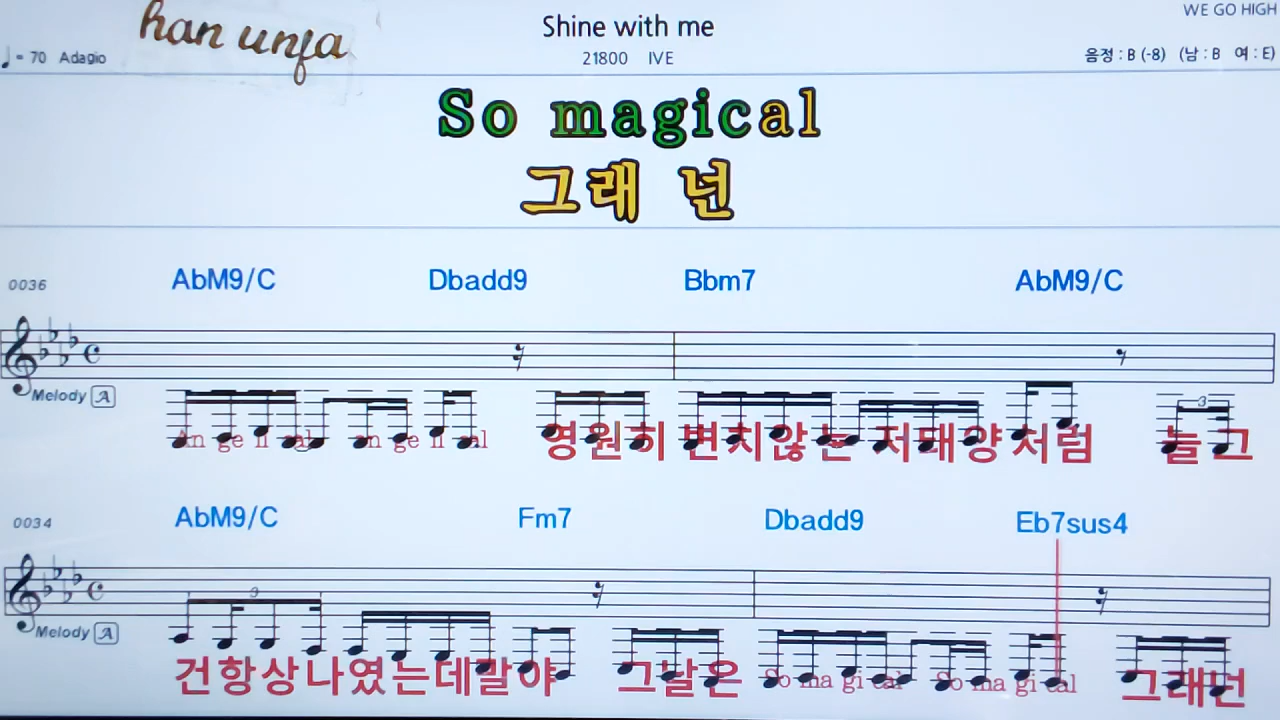 han unja
WE GO HIGH
Shine with me
♩= 70 Adagio
21800 IVE
음정 : B (-8) (남 : B 여 : E)
So magical
그래 넌
0036
AbM9/C Dbadd9 Bbm7 AbM9/C
Melody A
An ge li cal an ge li cal 영원히 변치않는 저태양처럼 늘그
3
0034
AbM9/C Fm7 Dbadd9 Eb7sus4
3
Melody A
건항상나였는데말야 그날은 So ma gi cal So ma gi cal 그래넌